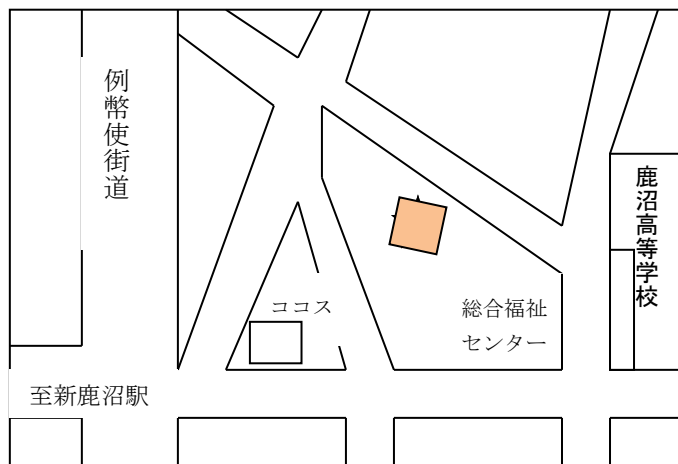 例幣使街道
鹿沼高等学校
ココス
総合福祉
センター
至新鹿沼駅